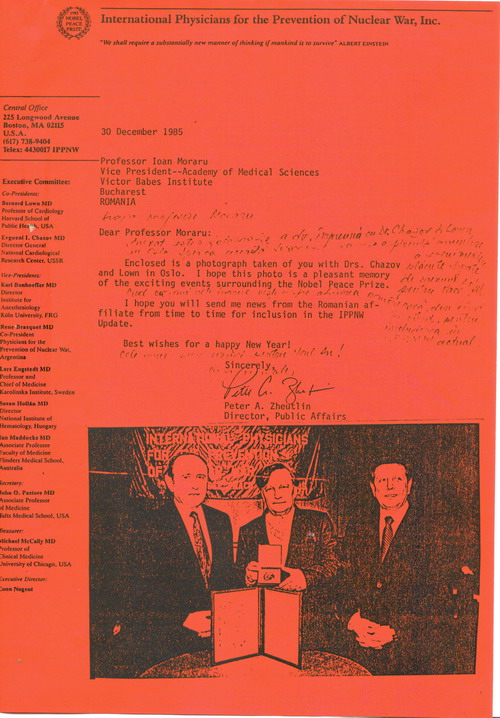 1985
NOBEL
PEACE
PRIZE
International Physicians for the Prevention of Nuclear War, Inc.
"We shall require a substantially new manner of thinking if mankind is to survive" ALBERT EINSTEIN
Central Office
225 Longwood Avenue
Boston, MA 02115
U.S.A.
(617) 738-9404
Telex: 4430017 IPPNW
Executive Committee:
Co-Presidents:
Bernard Lown MD
Professor of Cardiology
Harvard School of
Public Health, USA
Evgueni I. Chazov MD
Director General
National Cardiological
Research Center, USSR
Vice-Presidents:
Karl Bonhoeffer MD
Director
Institute for
Anesthesiology
Köln University, FRG
Rene Jinkis MD
Co-President
Physicians for the
Prevention of Nuclear War,
Argentina
Lars Engstedt MD
Professor and
Chief of Medicine
Karolinska Institute, Sweden
Susan Hollán MD
Director
National Institute of
Hematology, Hungary
Ian Maddocks MD
Associate Professor
Faculty of Medicine
Flinders Medical School,
Australia
Secretary:
John O. Pastore MD
Associate Professor
of Medicine
Tufts Medical School, USA
Treasurer:
Michael McCally MD
Professor of
Clinical Medicine
University of Chicago, USA
Executive Director:
Conn Nugent
30 December 1985
Professor Ioan Moraru
Vice President--Academy of Medical Sciences
Victor Babes Institute
Bucharest
ROMANIA
Moraru
Dear Professor Moraru:
Enclosed is a photograph taken of you with Drs. Chazov
and Lown in Oslo. I hope this photo is a pleasant memory
of the exciting events surrounding the Nobel Peace Prize.
I hope you will send me news from the Romanian af-
filiate from time to time for inclusion in the IPPNW
Update.
Best wishes for a happy New Year!
Sincerely,
Peter A. Zheutlin
Peter A. Zheutlin
Director, Public Affairs
INTERNATIONAL PHYSICIANS
FOR THE PREVENTION
OF